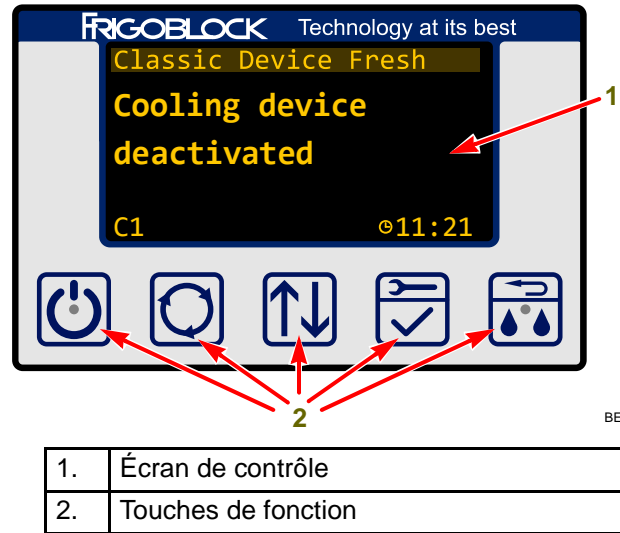 FRIGOBLOCK Technology at its best
Classic Device Fresh
Cooling device
deactivated
C1 11:21
1
2
BE
1. Écran de contrôle
2. Touches de fonction